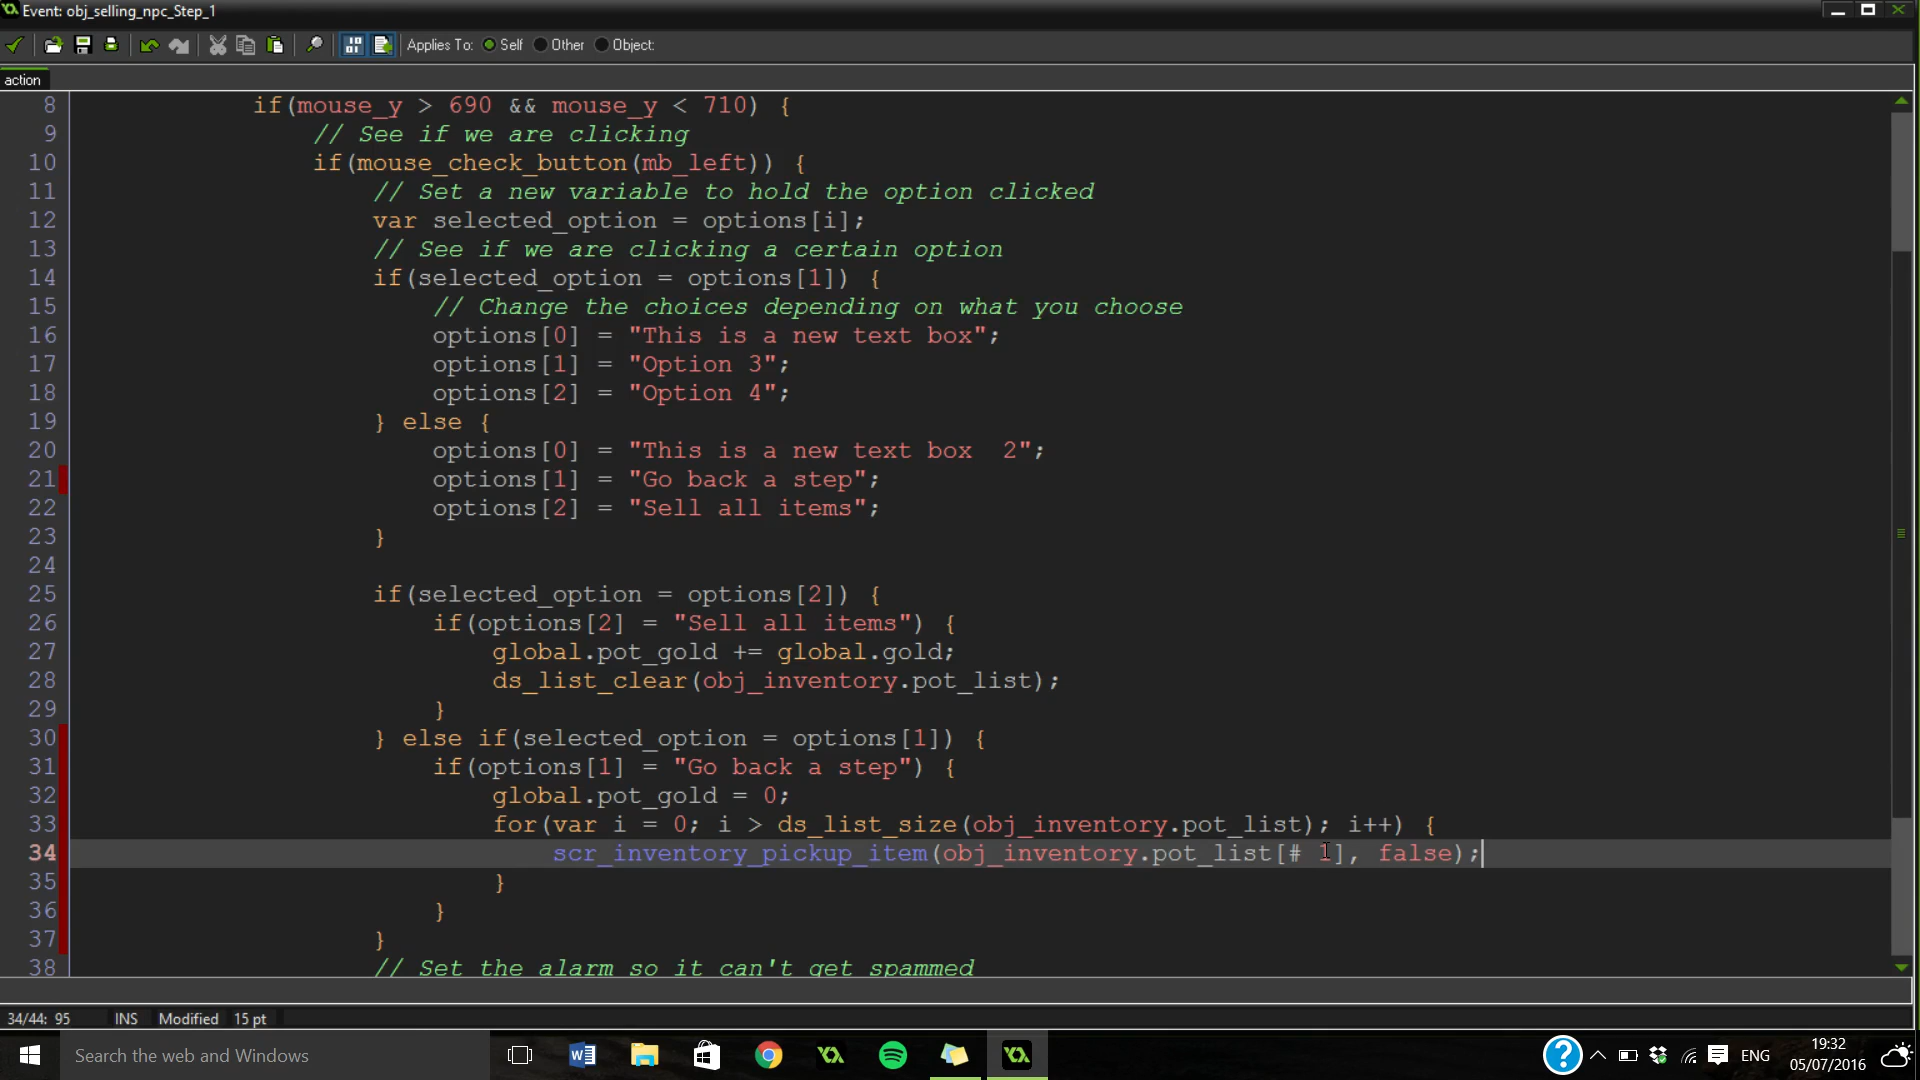 Event: obj_selling_npc_Step_1
Applies To: Self Other Object:
action
8 if(mouse_y > 690 && mouse_y < 710) {
9 // See if we are clicking
10 if(mouse_check_button(mb_left)) {
11 // Set a new variable to hold the option clicked
12 var selected_option = options[i];
13 // See if we are clicking a certain option
14 if(selected_option = options[1]) {
15 // Change the choices depending on what you choose
16 options[0] = "This is a new text box";
17 options[1] = "Option 3";
18 options[2] = "Option 4";
19 } else {
20 options[0] = "This is a new text box  2";
21 options[1] = "Go back a step";
22 options[2] = "Sell all items";
23 }
24
25 if(selected_option = options[2]) {
26 if(options[2] = "Sell all items") {
27 global.pot_gold += global.gold;
28 ds_list_clear(obj_inventory.pot_list);
29 }
30 } else if(selected_option = options[1]) {
31 if(options[1] = "Go back a step") {
32 global.pot_gold = 0;
33 for(var i = 0; i > ds_list_size(obj_inventory.pot_list); i++) {
34 scr_inventory_pickup_item(obj_inventory.pot_list[# 1], false);
35 }
36 }
37 }
38 // Set the alarm so it can't get spammed
34/44: 95 INS Modified 15 pt
Search the web and Windows
ENG
19:32
05/07/2016